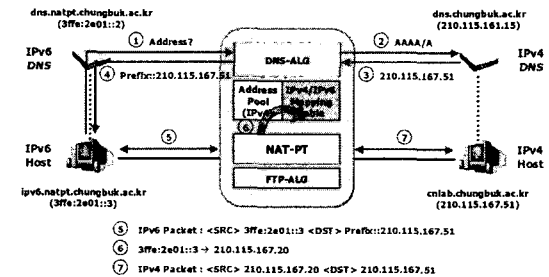 dns.natpt.chungbuk.ac.kr
(3ffe:2e01::2)
dns.chungbuk.ac.kr
(210.115.161.15)
① Address?
② AAAA/A
IPv6
DNS
DNS-ALG
IPv4
DNS
④ Prefix::210.115.167.51
③ 210.115.167.51
Address
Pool
IPv4/IPv6
Mapping
⑥
IPv6
Host
⑤
NAT-PT
⑦
IPv4
Host
FTP-ALG
ipv6.natpt.chungbuk.ac.kr
(3ffe:2e01::3)
cnlab.chungbuk.ac.kr
(210.115.167.51)
⑤ IPv6 Packet : <SRC> 3ffe:2e01::3 <DST> Prefix::210.115.167.51
⑥ 3ffe:2e01::3 → 210.115.167.20
⑦ IPv4 Packet : <SRC> 210.115.167.20 <DST> 210.115.167.51